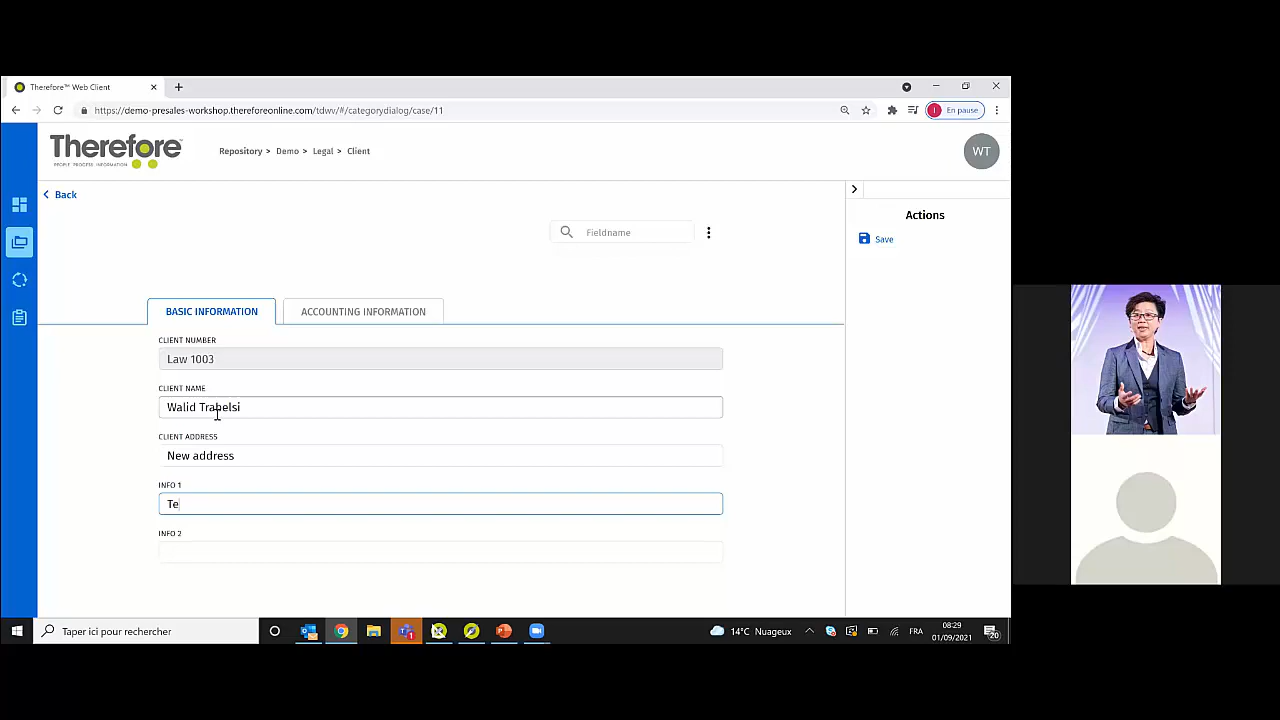 Therefore™ Web Client
https://demo-presales-workshop.thereforeonline.com/tdwv/#/categorydialog/case/11
En pause
Therefore™
PEOPLE PROCESS INFORMATION
Repository > Demo > Legal > Client
WT
Back
Fieldname
Actions
Save
BASIC INFORMATION
ACCOUNTING INFORMATION
CLIENT NUMBER
Law 1003
CLIENT NAME
Walid Trabelsi
CLIENT ADDRESS
New address
INFO 1
Te
INFO 2
Taper ici pour rechercher
14°C Nuageux
FRA
08:29
01/09/2021
20